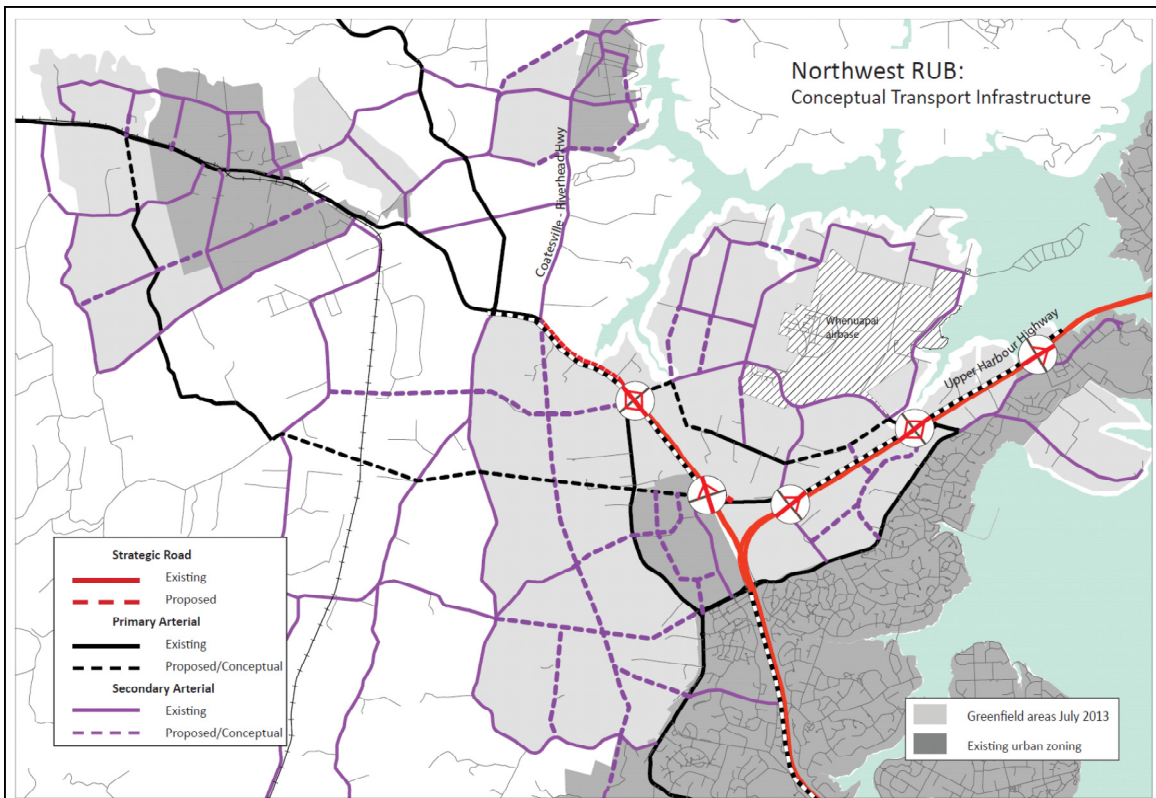 Northwest RUB:
Conceptual Transport Infrastructure
Coatesville - Riverhead Hwy
Whenuapai
airbase
Upper Harbour Highway
Strategic Road
Existing
Proposed
Primary Arterial
Existing
Proposed/Conceptual
Secondary Arterial
Existing
Proposed/Conceptual
Greenfield areas July 2013
Existing urban zoning